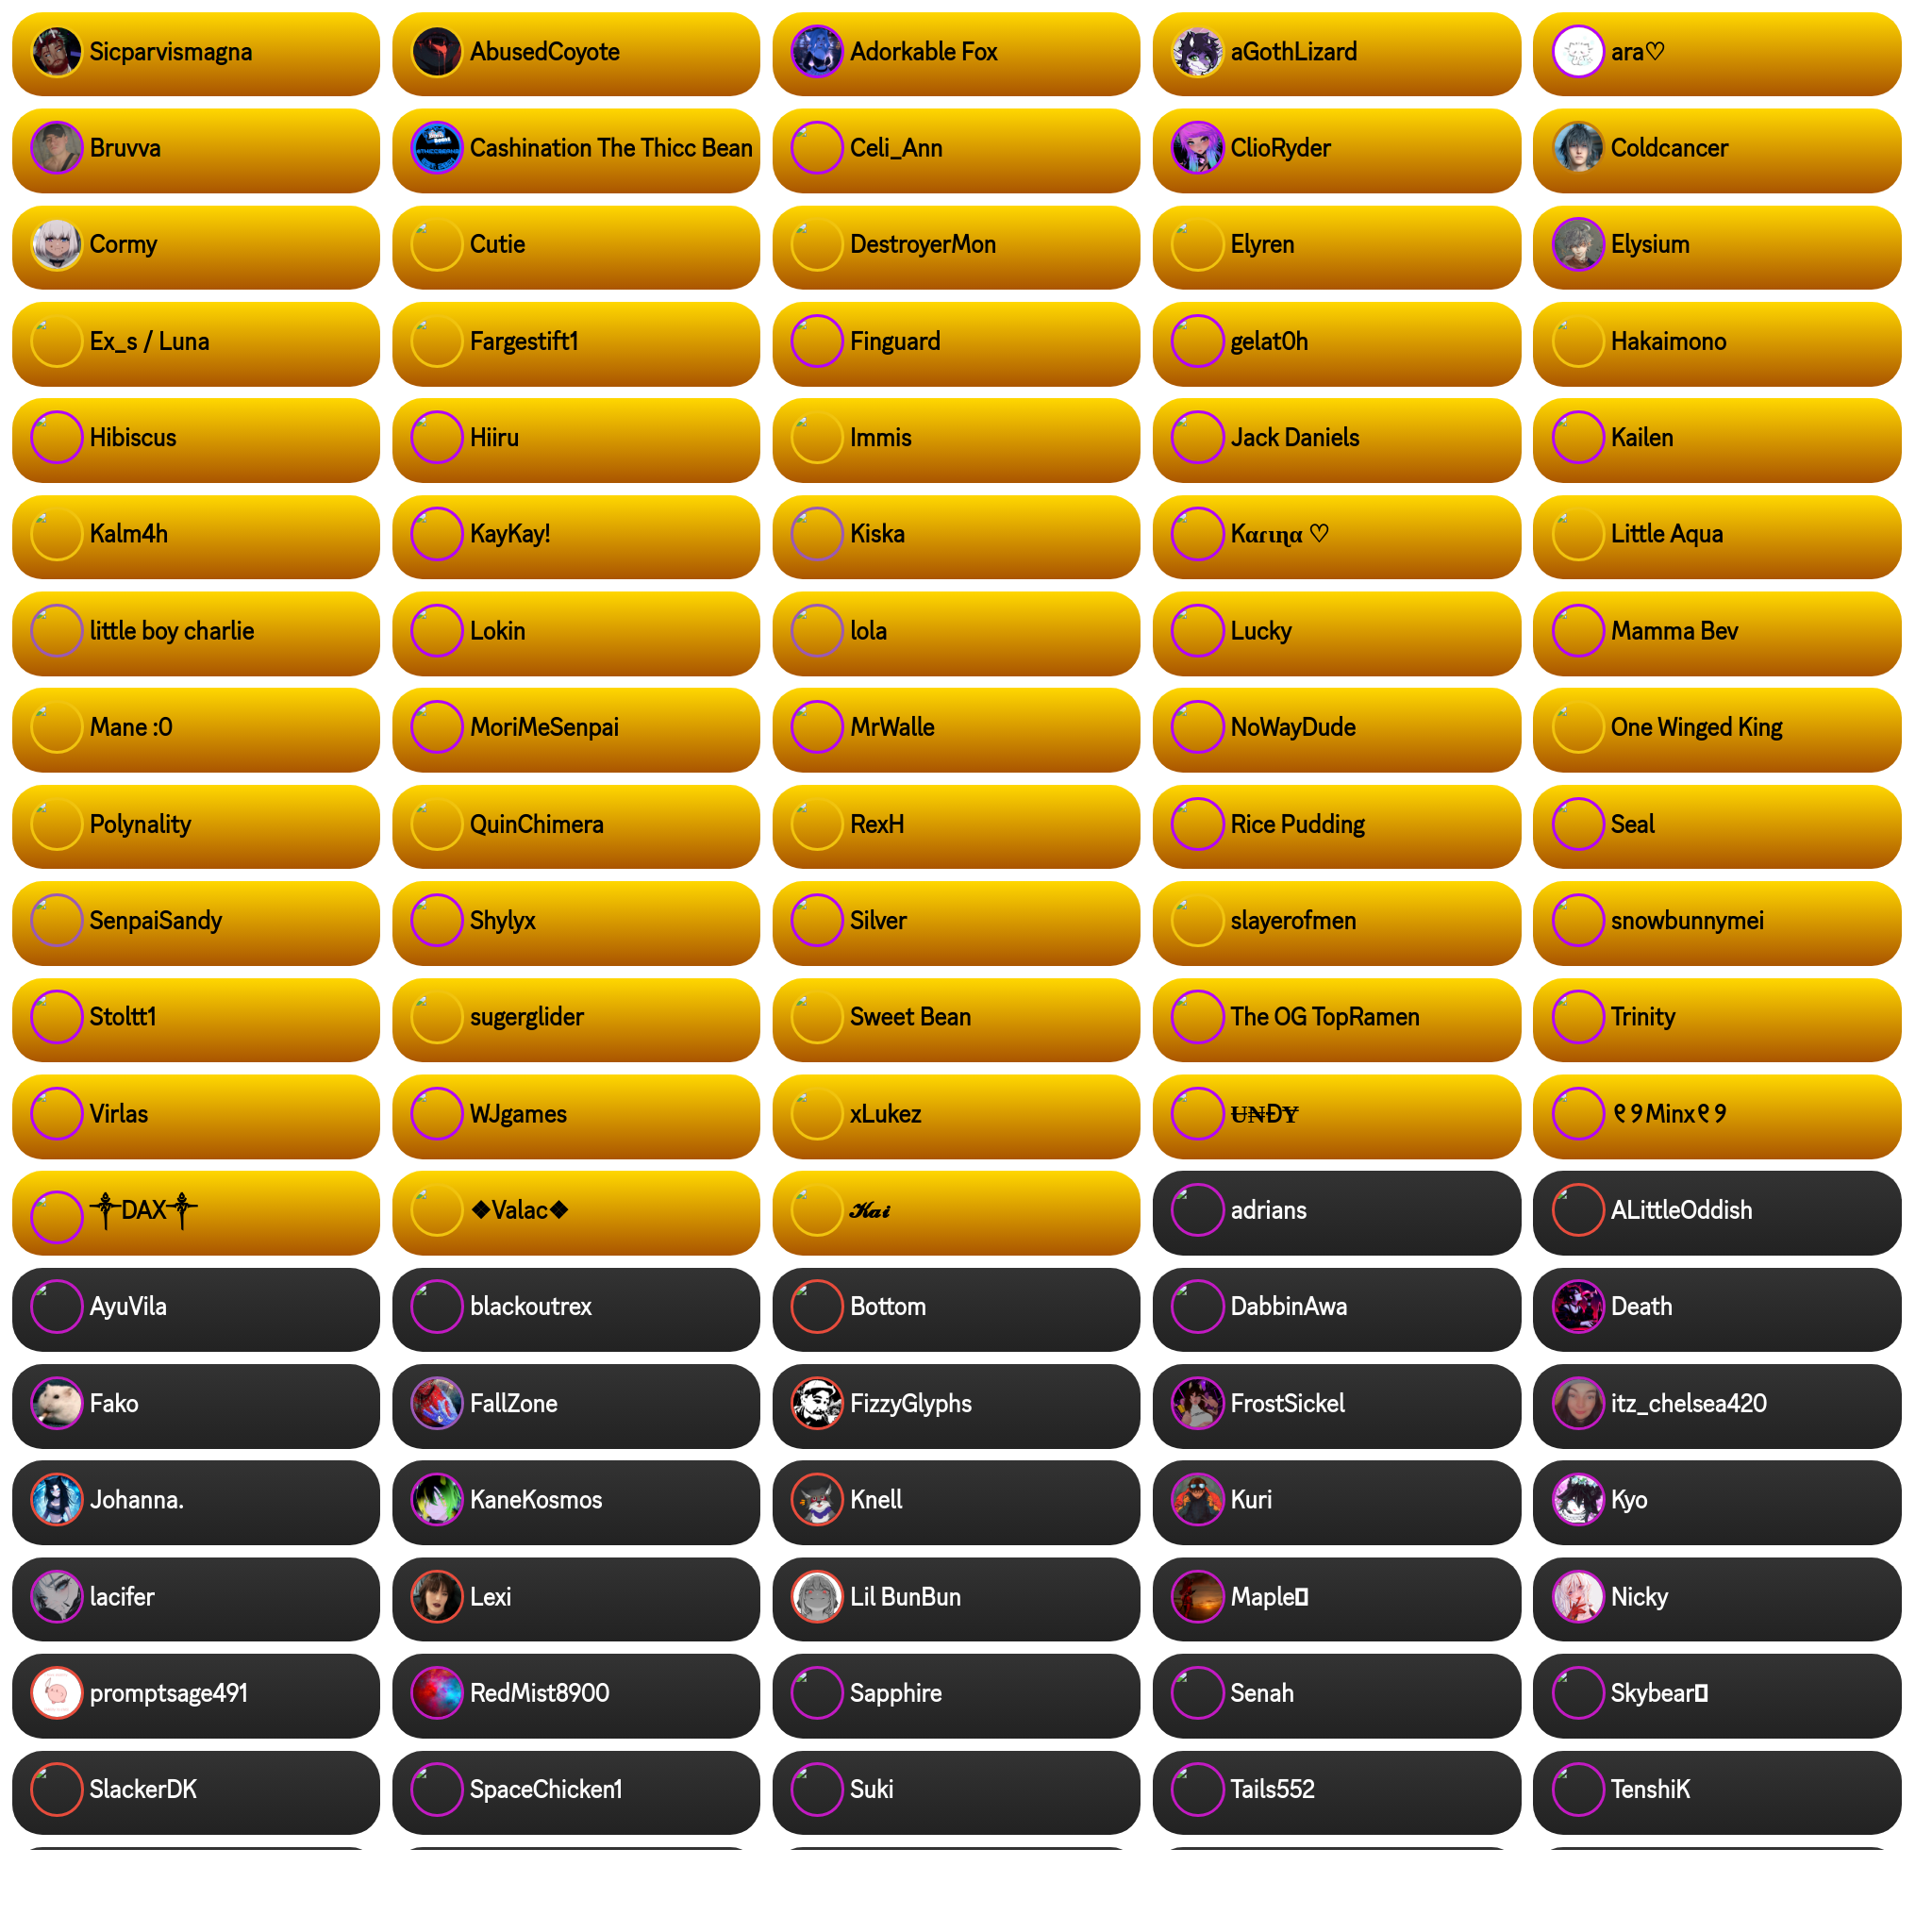 Sicparvismagna
AbusedCoyote
Adorkable Fox
aGothLizard
ara♡
Bruvva
Cashination The Thicc Bean
Celi_Ann
ClioRyder
Coldcancer
Cormy
Cutie
DestroyerMon
Elyren
Elysium
Ex_s / Luna
Fargestift1
Finguard
gelat0h
Hakaimono
Hibiscus
Hiiru
Immis
Jack Daniels
Kailen
Kalm4h
KayKay!
Kiska
Kαɾιɳα ♡
Little Aqua
little boy charlie
Lokin
lola
Lucky
Mamma Bev
Mane :0
MoriMeSenpai
MrWalle
NoWayDude
One Winged King
Polynality
QuinChimera
RexH
Rice Pudding
Seal
SenpaiSandy
Shylyx
Silver
slayerofmen
snowbunnymei
Stoltt1
sugerglider
Sweet Bean
The OG TopRamen
Trinity
Virlas
WJgames
xLukez
ɄN̶ĐY̶
୧୨Minx୧୨
༒DAX༒
❖Valac❖
𝓚𝓪𝓲
adrians
ALittleOddish
AyuVila
blackoutrex
Bottom
DabbinAwa
Death
Fako
FallZone
FizzyGlyphs
FrostSickel
itz_chelsea420
Johanna.
KaneKosmos
Knell
Kuri
Kyo
lacifer
Lexi
Lil BunBun
Maple
Nicky
promptsage491
RedMist8900
Sapphire
Senah
Skybear
SlackerDK
SpaceChicken1
Suki
Tails552
TenshiK